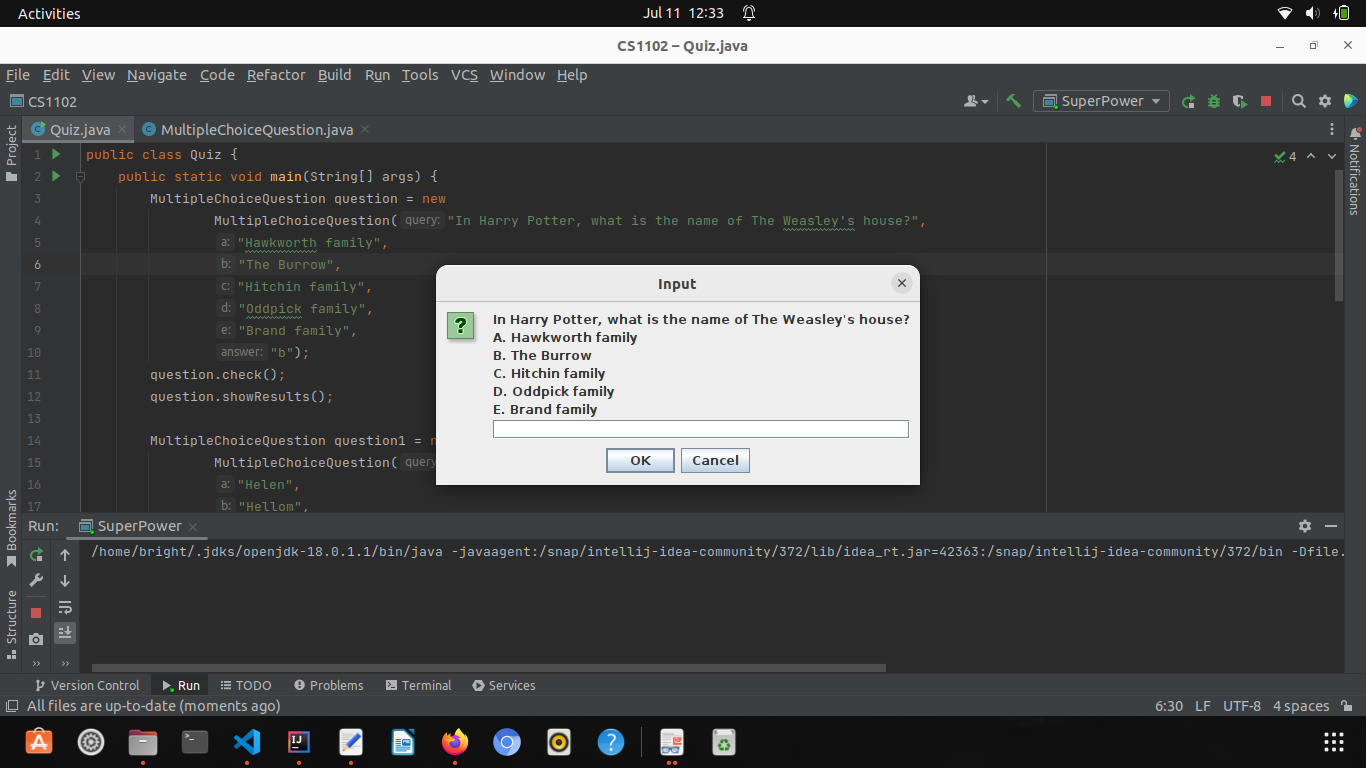 Activities
Jul 11 12:33
CS1102 – Quiz.java
File Edit View Navigate Code Refactor Build Run Tools VCS Window Help
CS1102
SuperPower
Quiz.java
MultipleChoiceQuestion.java
Project
Notifications
4
1 public class Quiz {
2 public static void main(String[] args) {
3 MultipleChoiceQuestion question = new
4 MultipleChoiceQuestion( query: "In Harry Potter, what is the name of The Weasley's house?",
5 a: "Hawkworth family",
6 b: "The Burrow",
7 c: "Hitchin family",
8 d: "Oddpick family",
9 e: "Brand family",
10 answer: "b");
11 question.check();
12 question.showResults();
13
14 MultipleChoiceQuestion question1 = n
15 MultipleChoiceQuestion( query
16 a: "Helen",
17 b: "Hellom",
Input
In Harry Potter, what is the name of The Weasley's house?
A. Hawkworth family
B. The Burrow
C. Hitchin family
D. Oddpick family
E. Brand family
OK
Cancel
Bookmarks
Structure
Run: SuperPower
/home/bright/.jdks/openjdk-18.0.1.1/bin/java -javaagent:/snap/intellij-idea-community/372/lib/idea_rt.jar=42363:/snap/intellij-idea-community/372/bin -Dfile.
Version Control Run TODO Problems Terminal Services
All files are up-to-date (moments ago)
6:30 LF UTF-8 4 spaces